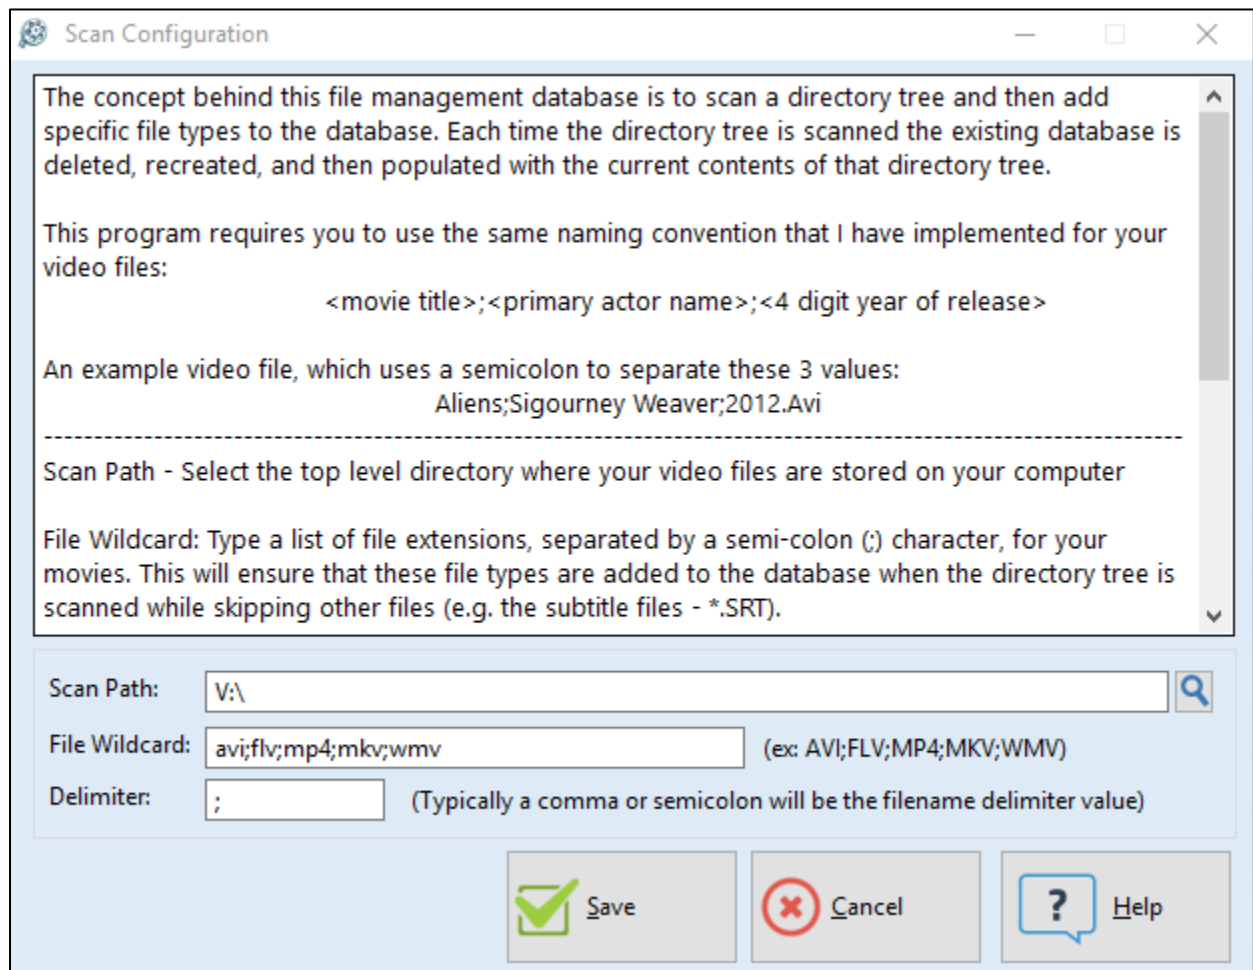 Scan Configuration
The concept behind this file management database is to scan a directory tree and then add
specific file types to the database. Each time the directory tree is scanned the existing database is
deleted, recreated, and then populated with the current contents of that directory tree.
This program requires you to use the same naming convention that I have implemented for your
video files:
<movie title>;<primary actor name>;<4 digit year of release>
An example video file, which uses a semicolon to separate these 3 values:
Aliens;Sigourney Weaver;2012.Avi
------------------------------------------------------------------------------------------------------------------
Scan Path - Select the top level directory where your video files are stored on your computer
File Wildcard: Type a list of file extensions, separated by a semi-colon (;) character, for your
movies. This will ensure that these file types are added to the database when the directory tree is
scanned while skipping other files (e.g. the subtitle files - *.SRT).
Scan Path: V:\
File Wildcard: avi;flv;mp4;mkv;wmv (ex: AVI;FLV;MP4;MKV;WMV)
Delimiter: ; (Typically a comma or semicolon will be the filename delimiter value)
Save Cancel ? Help